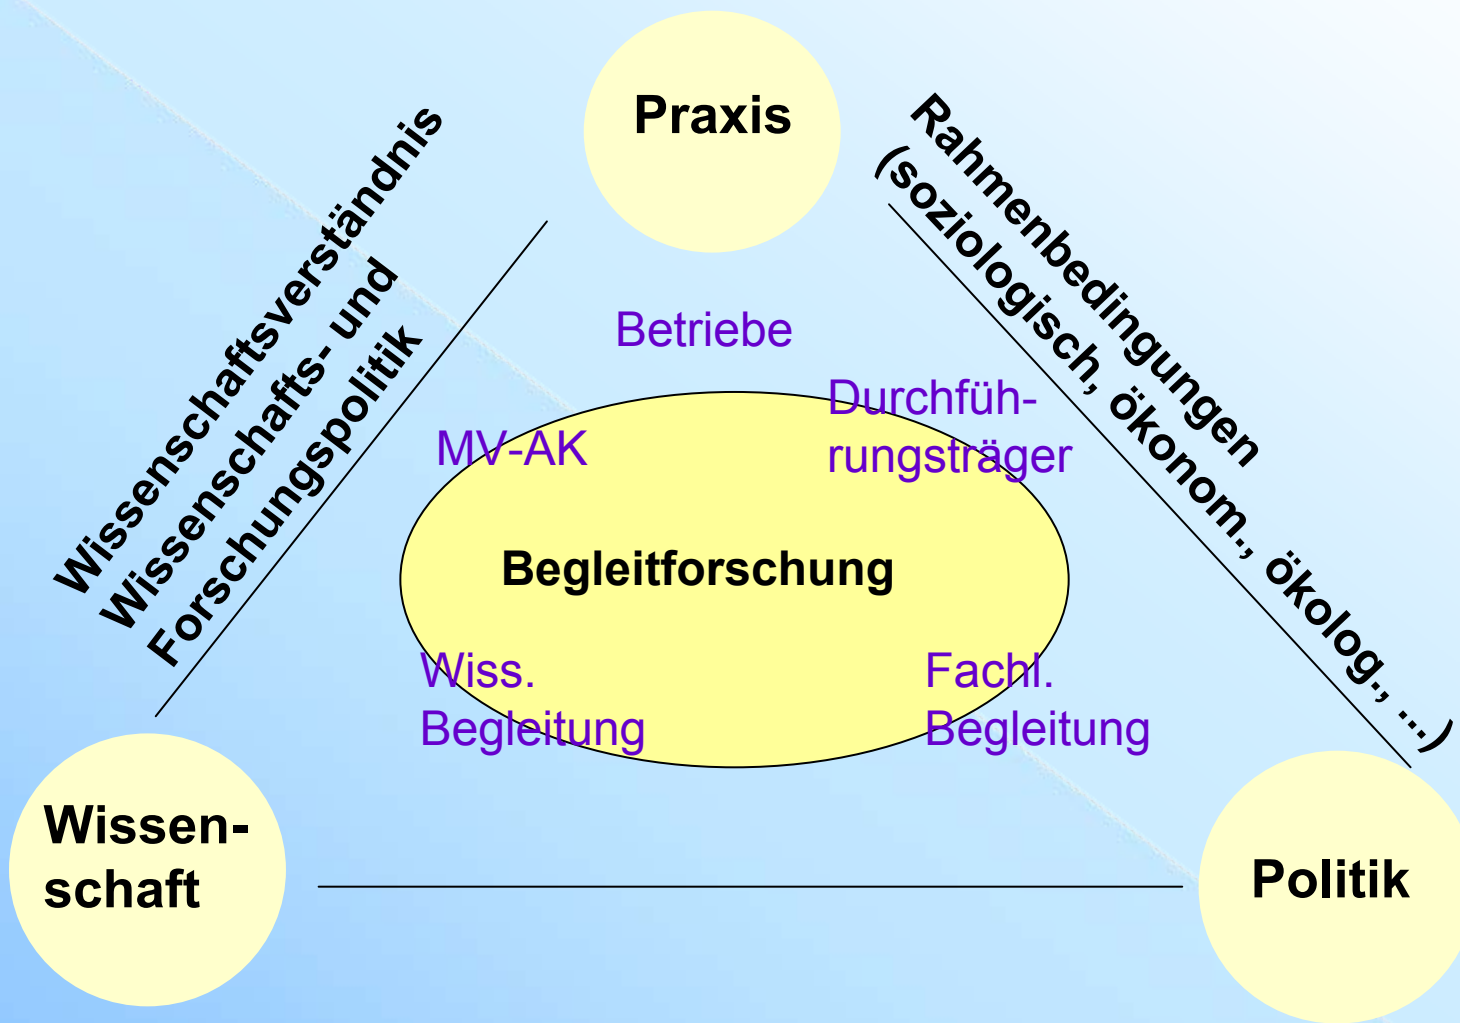 Praxis
Wissenschaftsverständnis
Wissenschafts- und
Forschungspolitik
Rahmenbedingungen
(soziologisch, ökonom., ökolog., ...)
Betriebe
Durchfüh-
rungsträger
MV-AK
Begleitforschung
Wiss.
Begleitung
Fachl.
Begleitung
Wissen-
schaft
Politik